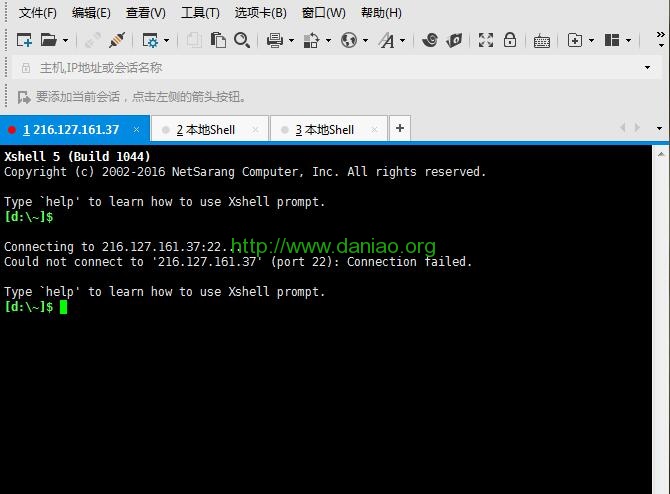 文件(F) 编辑(E) 查看(V) 工具(T) 选项卡(B) 窗口(W) 帮助(H)
主机,IP地址或会话名称
要添加当前会话，点击左侧的箭头按钮。
1 216.127.161.37 × 2 本地Shell × 3 本地Shell × +
Xshell 5 (Build 1044)
Copyright (c) 2002-2016 NetSarang Computer, Inc. All rights reserved.
Type `help' to learn how to use Xshell prompt.
[d:\~]$
Connecting to 216.127.161.37:22...
http://www.daniao.org
Could not connect to '216.127.161.37' (port 22): Connection failed.
Type `help' to learn how to use Xshell prompt.
[d:\~]$